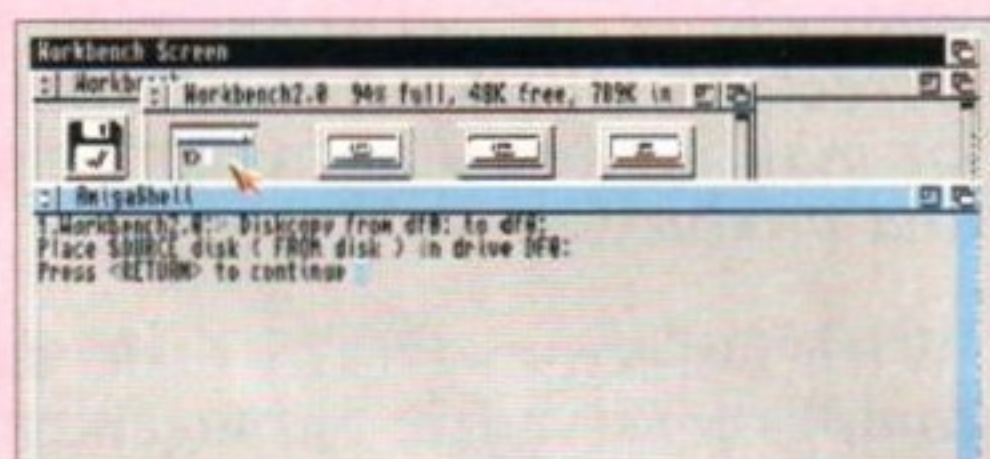 Workbench Screen
Workbench
Workbench2.0 94% full, 48K free, 789K in
AmigaShell
1.Workbench2.0:> Diskcopy from df0: to df0:
Place SOURCE disk ( FROM disk ) in drive DF0:
Press <RETURN> to continue